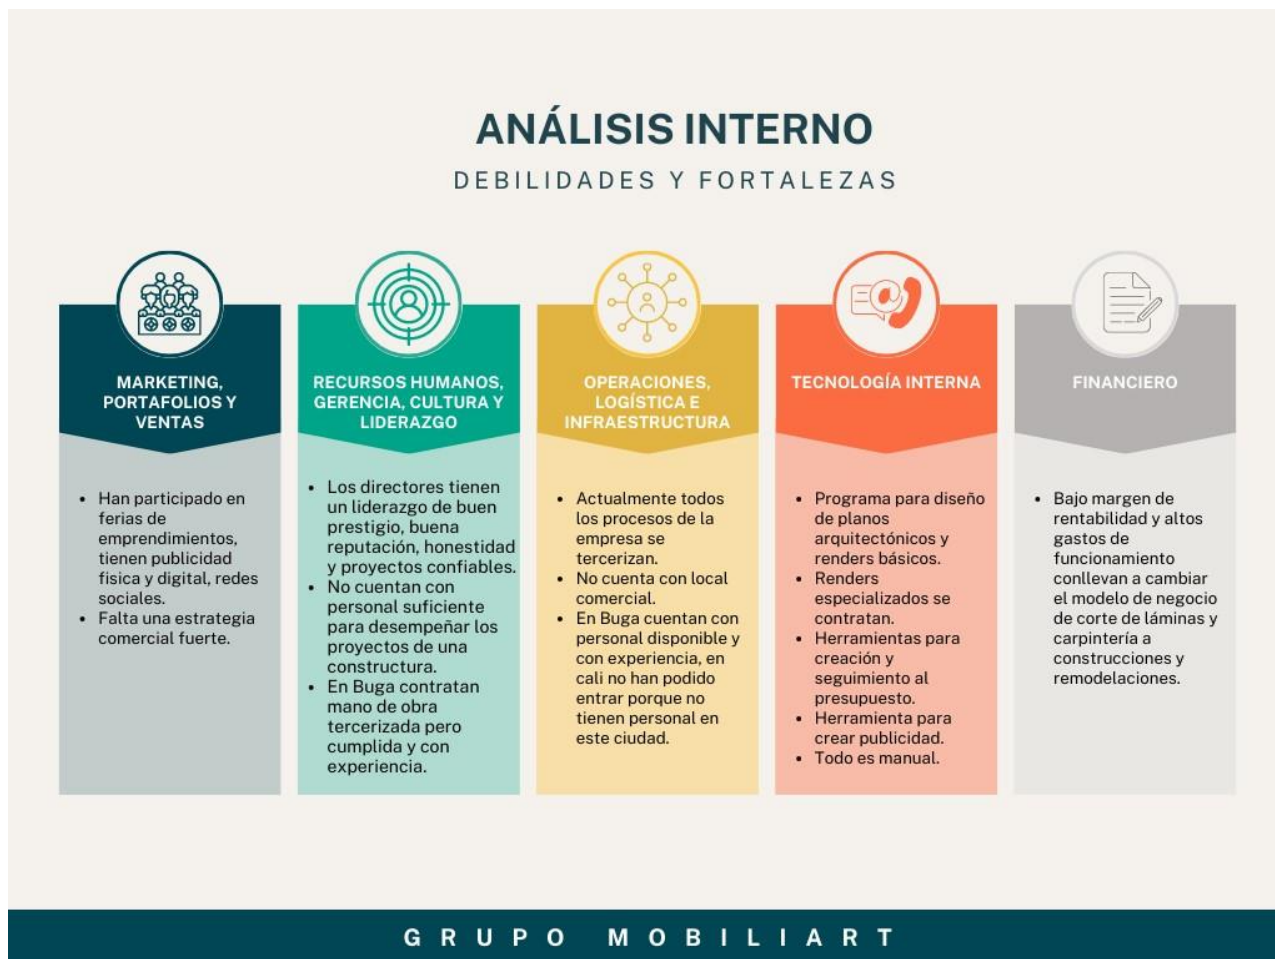 ANÁLISIS INTERNO
DEBILIDADES Y FORTALEZAS
MARKETING,
PORTAFOLIOS Y
VENTAS
• Han participado en
ferias de
emprendimientos,
tienen publicidad
fisica y digital, redes
sociales.
• Falta una estrategia
comercial fuerte.
RECURSOS HUMANOS,
GERENCIA, CULTURA Y
LIDERAZGO
• Los directores tienen
un liderazgo de buen
prestigio, buena
reputación, honestidad
y proyectos confiables.
• No cuentan con
personal suficiente
para desempeñar los
proyectos de una
constructura.
• En Buga contratan
mano de obra
tercerizada pero
cumplida y con
experiencia.
OPERACIONES,
LOGÍSTICA E
INFRAESTRUCTURA
• Actualmente todos
los procesos de la
empresa se
tercerizan.
• No cuenta con local
comercial.
• En Buga cuentan con
personal disponible y
con experiencia, en
cali no han podido
entrar porque no
tienen personal en
este ciudad.
TECNOLOGÍA INTERNA
• Programa para diseño
de planos
arquitectónicos y
renders básicos.
• Renders
especializados se
contratan.
• Herramientas para
creación y
seguimiento al
presupuesto.
• Herramienta para
crear publicidad.
• Todo es manual.
FINANCIERO
• Bajo margen de
rentabilidad y altos
gastos de
funcionamiento
conllevan a cambiar
el modelo de negocio
de corte de láminas y
carpintería a
construcciones y
remodelaciones.
GRUPO MOBILIART